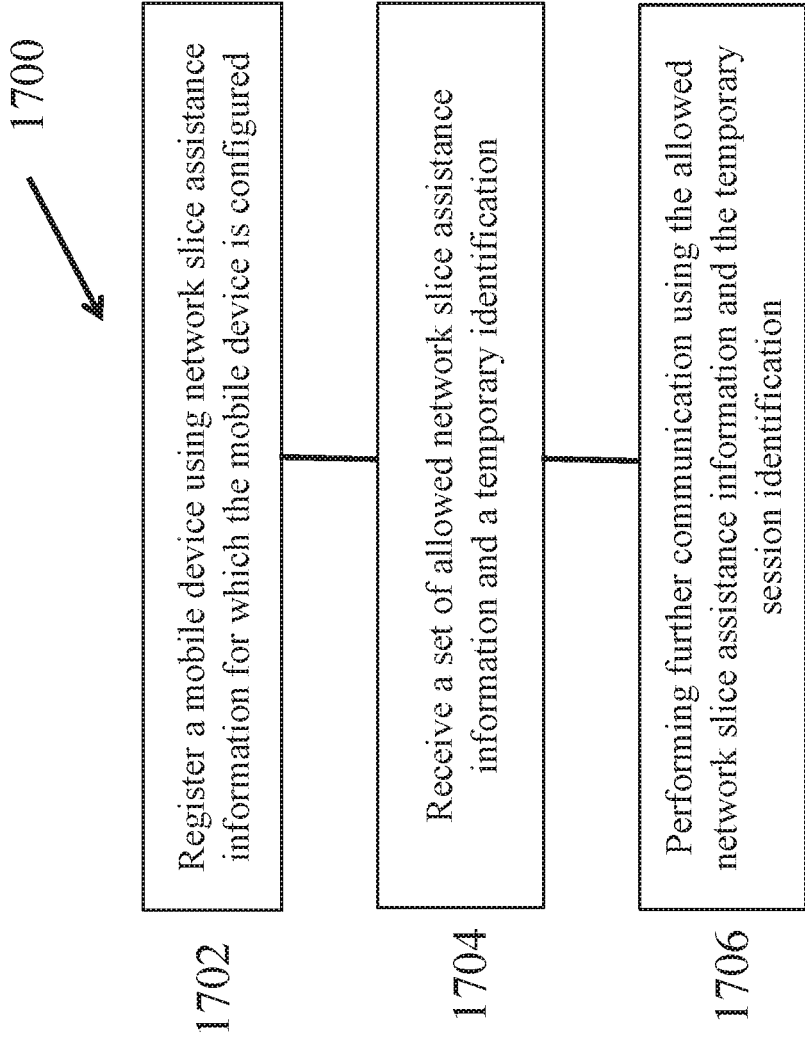 1700
1702
Register a mobile device using network slice assistance
information for which the mobile device is configured
1704
Receive a set of allowed network slice assistance
information and a temporary identification
1706
Performing further communication using the allowed
network slice assistance information and the temporary
session identification